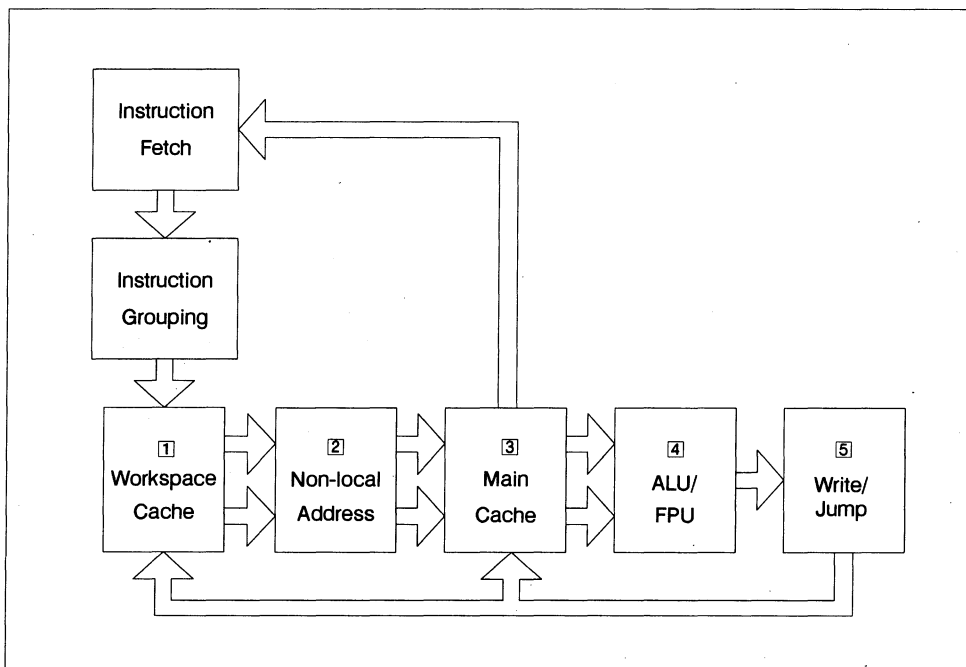 Instruction
Fetch
Instruction
Grouping
1
Workspace
Cache
2
Non-local
Address
3
Main
Cache
4
ALU/
FPU
5
Write/
Jump